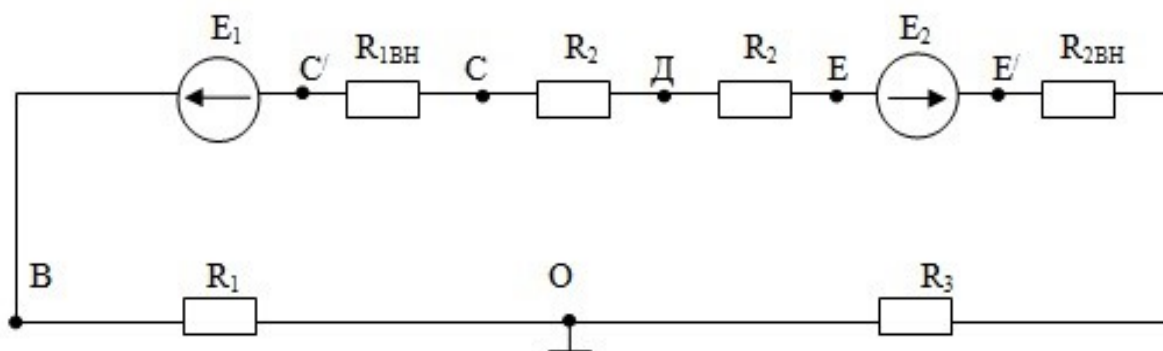 E₁ C/ R₁ВН C R₂ Д R₂ E E₂ E/ R₂ВН
B R₁ O R₃